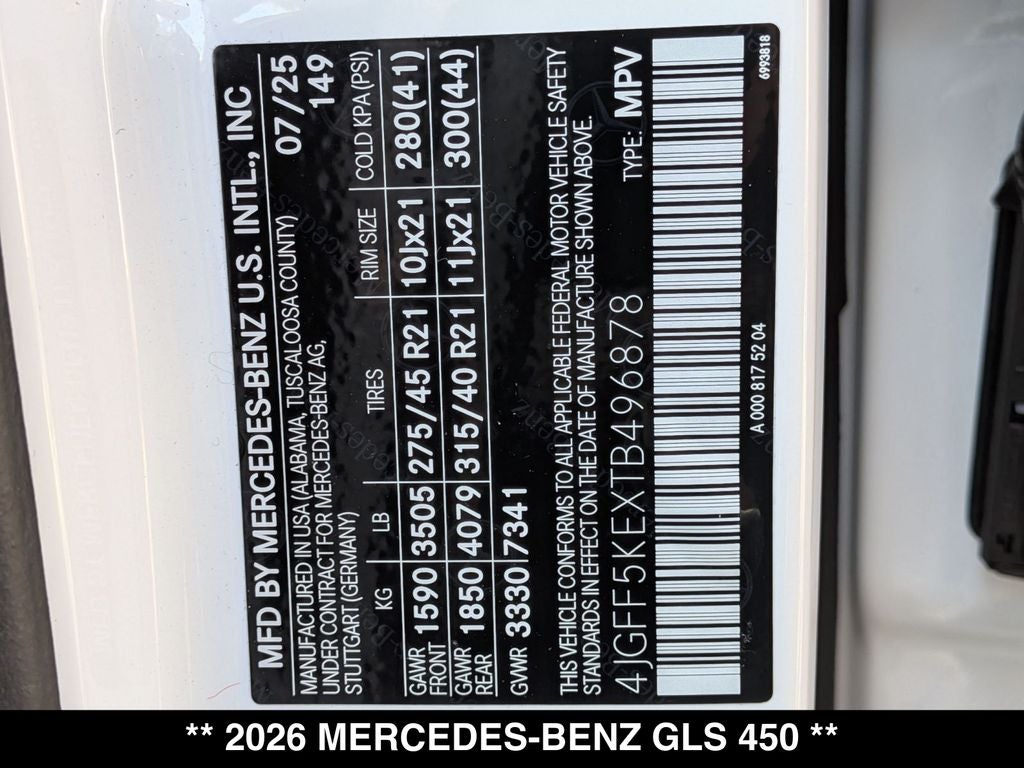 MFD BY MERCEDES-BENZ U.S. INTL., INC
MANUFACTURED IN USA (ALABAMA, TUSCALOOSA COUNTY) 07/25
UNDER CONTRACT FOR MERCEDES-BENZ AG, 149
STUTTGART (GERMANY)
KG LB TIRES RIM SIZE COLD KPA (PSI)
GAWR FRONT 1590 3505 275/45 R21 10Jx21 280(41)
GAWR REAR 1850 4079 315/40 R21 11Jx21 300(44)
GVWR 3330/7341
THIS VEHICLE CONFORMS TO ALL APPLICABLE FEDERAL MOTOR VEHICLE SAFETY
STANDARDS IN EFFECT ON THE DATE OF MANUFACTURE SHOWN ABOVE.
4JGFF5KEXTB496878 TYPE: MPV
A 000 817 52 04
6993818
** 2026 MERCEDES-BENZ GLS 450 **